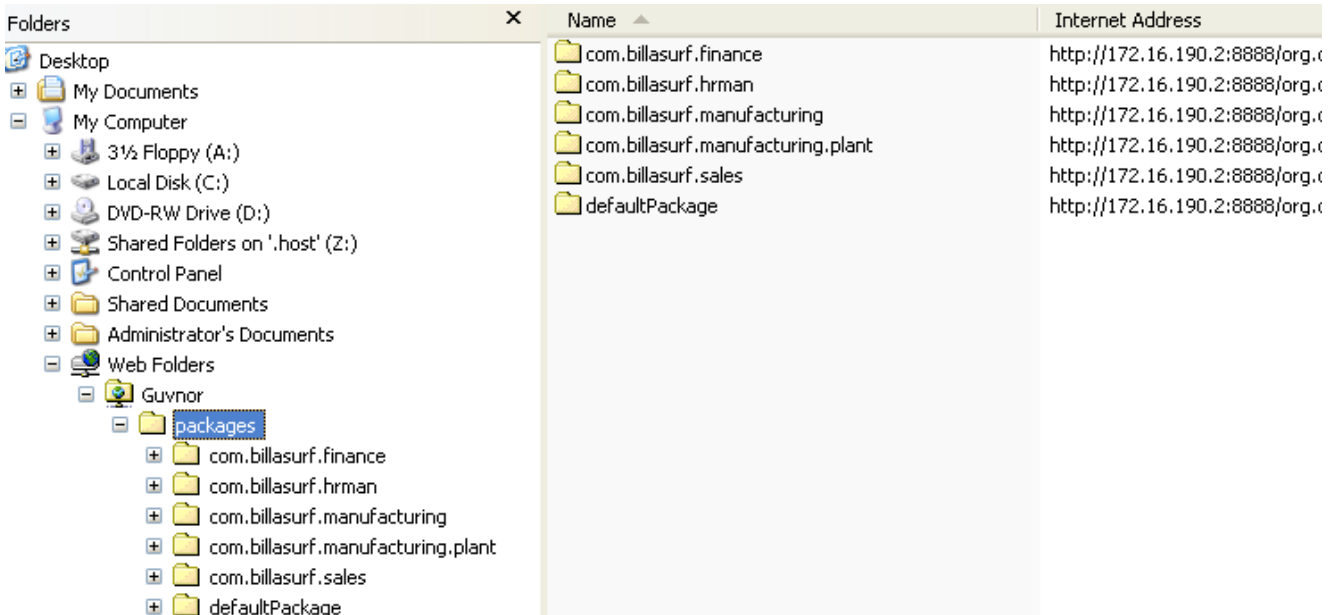 Folders
Desktop
My Documents
My Computer
3½ Floppy (A:)
Local Disk (C:)
DVD-RW Drive (D:)
Shared Folders on '.host' (Z:)
Control Panel
Shared Documents
Administrator's Documents
Web Folders
Guvnor
packages
com.billasurf.finance
com.billasurf.hrman
com.billasurf.manufacturing
com.billasurf.manufacturing.plant
com.billasurf.sales
defaultPackage
Name Internet Address
com.billasurf.finance http://172.16.190.2:8888/org.
com.billasurf.hrman http://172.16.190.2:8888/org.
com.billasurf.manufacturing http://172.16.190.2:8888/org.
com.billasurf.manufacturing.plant http://172.16.190.2:8888/org.
com.billasurf.sales http://172.16.190.2:8888/org.
defaultPackage http://172.16.190.2:8888/org.